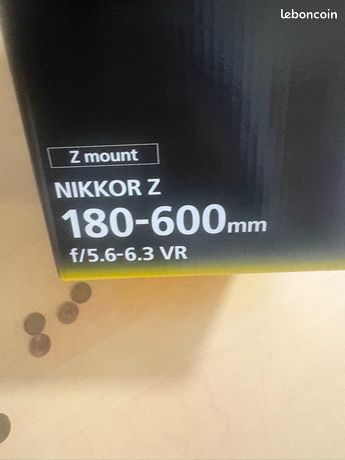 leboncoin
Z mount
NIKKOR Z
180-600mm
f/5.6-6.3 VR